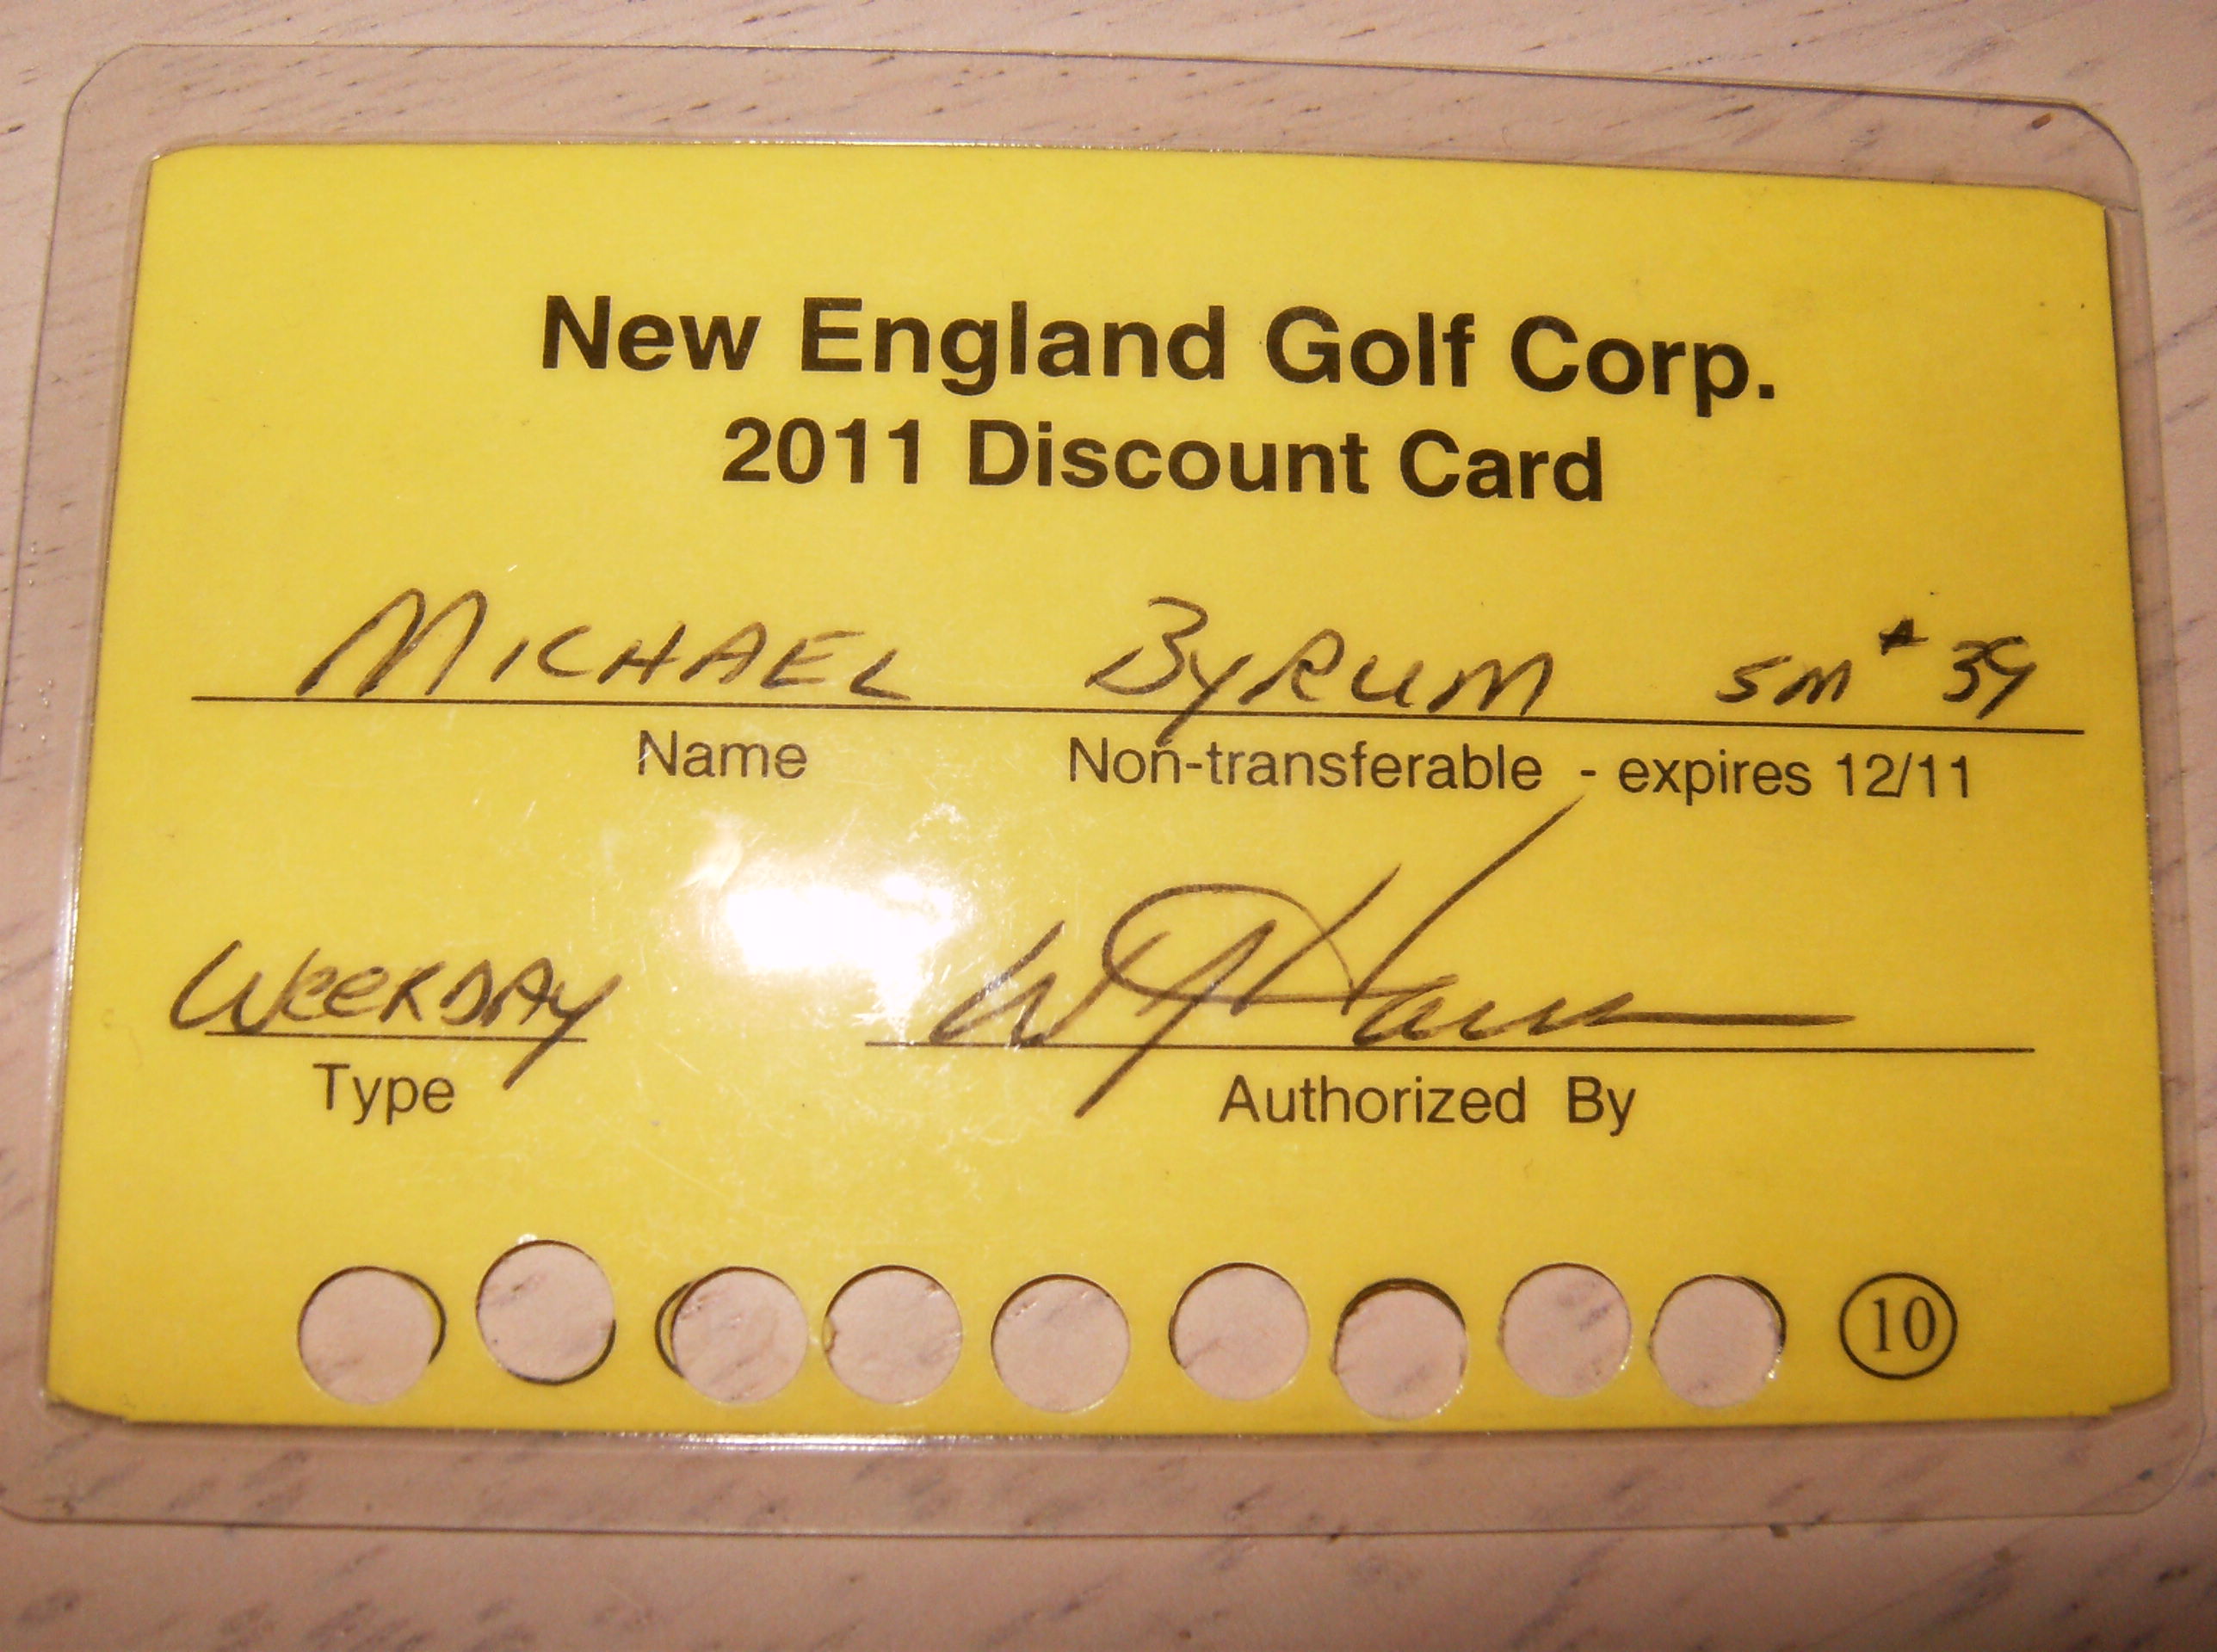 New England Golf Corp.
2011 Discount Card
MICHAEL BYRUM SM # 39
Name Non-transferable - expires 12/11
WEEKDAY
Type Authorized By
10